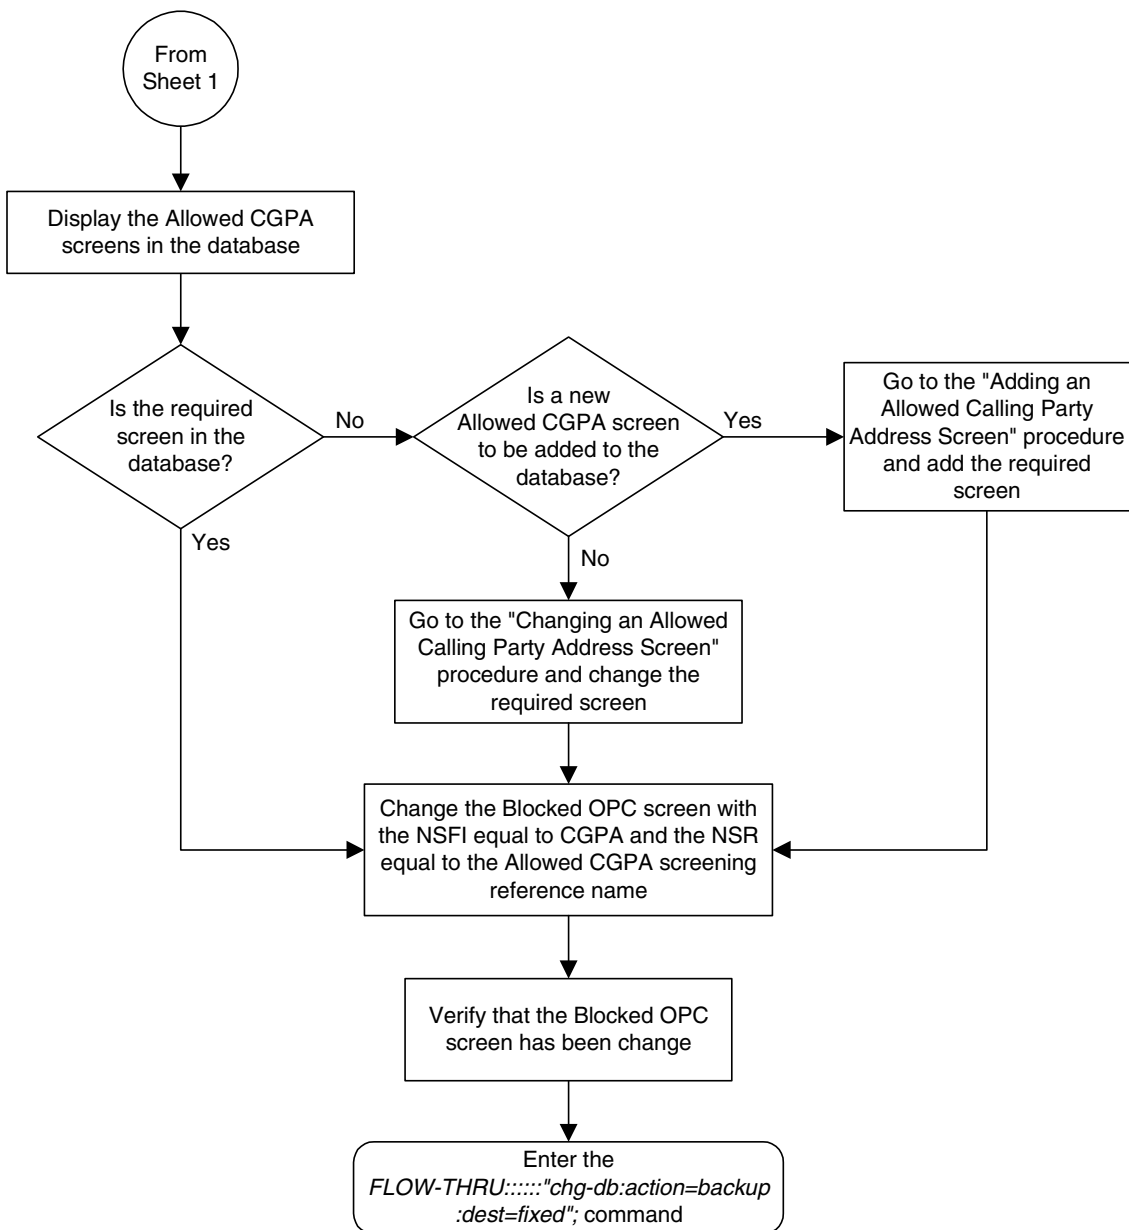 From
Sheet 1
Display the Allowed CGPA
screens in the database
Is the required
screen in the
database?
No
Yes
Is a new
Allowed CGPA screen
to be added to the
database?
Yes
No
Go to the "Adding an
Allowed Calling Party
Address Screen" procedure
and add the required
screen
Go to the "Changing an Allowed
Calling Party Address Screen"
procedure and change the
required screen
Change the Blocked OPC screen with
the NSFI equal to CGPA and the NSR
equal to the Allowed CGPA screening
reference name
Verify that the Blocked OPC
screen has been change
Enter the
FLOW-THRU::::::"chg-db:action=backup
:dest=fixed"; command